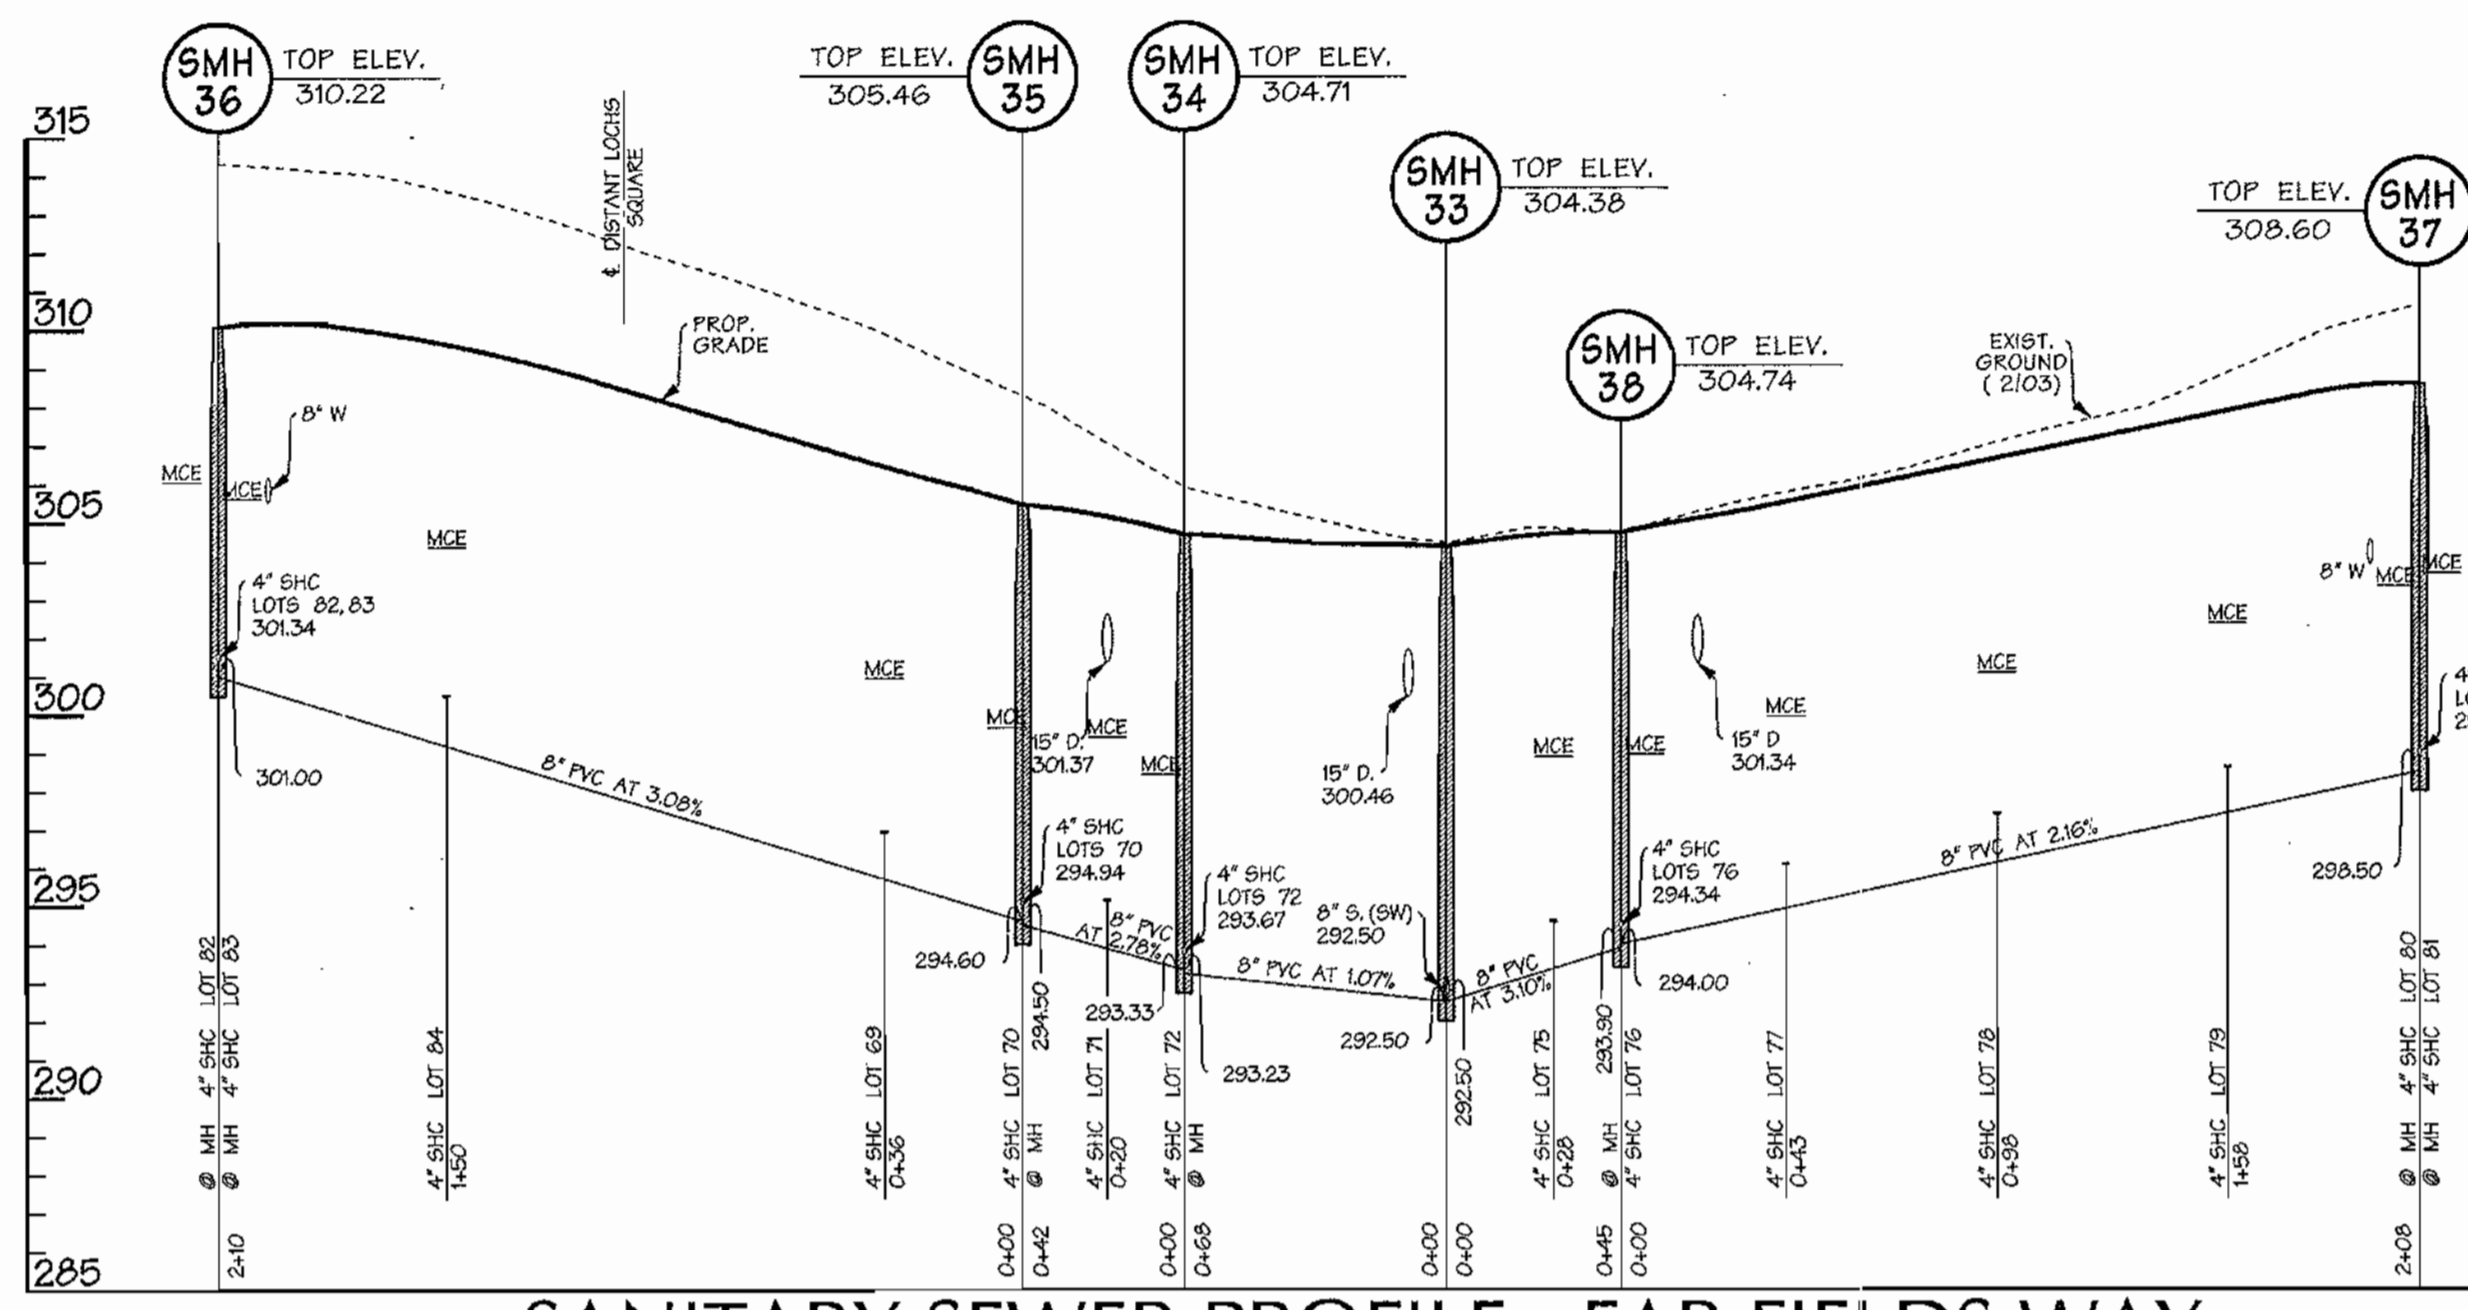 SMH
36
TOP ELEV.
310.22
TOP ELEV.
305.46
SMH
35
SMH
34
TOP ELEV.
304.71
SMH
33
TOP ELEV.
304.38
SMH
38
TOP ELEV.
304.74
TOP ELEV.
308.60
SMH
37
315
310
305
300
295
290
285
℄ DISTANT LOCHS
SQUARE
PROP.
GRADE
EXIST.
GROUND
(2/03)
8" W
MCE
MCE
MCE
4" SHC
LOTS 82,83
301.34
301.00
8" PVC AT 3.08%
MCE
15" D.
301.37
MCE
MCE
4" SHC
LOTS 70
294.94
294.60
294.50
8" PVC
AT 2.78%
4" SHC
LOTS 72
293.67
293.33
293.23
8" PVC AT 1.07%
15" D.
300.46
8" S. (SW)
292.50
292.50
292.50
8" PVC
AT 3.10%
MCE
MCE
15" D
301.34
MCE
4" SHC
LOTS 76
294.34
293.90
294.00
8" PVC AT 2.16%
MCE
MCE
8" W
MCE
MCE
298.50
@ MH 4" SHC LOT 82
@ MH 4" SHC LOT 83
2+10
4" SHC LOT 84
1+50
4" SHC LOT 69
0+36
4" SHC LOT 70
@ MH
0+00
0+42
4" SHC LOT 71
0+20
4" SHC LOT 72
@ MH
0+00
0+68
0+00
0+00
4" SHC LOT 75
0+28
@ MH
4" SHC LOT 76
0+45
0+00
4" SHC LOT 77
0+43
4" SHC LOT 78
0+98
4" SHC LOT 79
1+58
@ MH 4" SHC LOT 80
@ MH 4" SHC LOT 81
2+08
SANITARY SEWER PROFILE - FAR FIELDS WAY